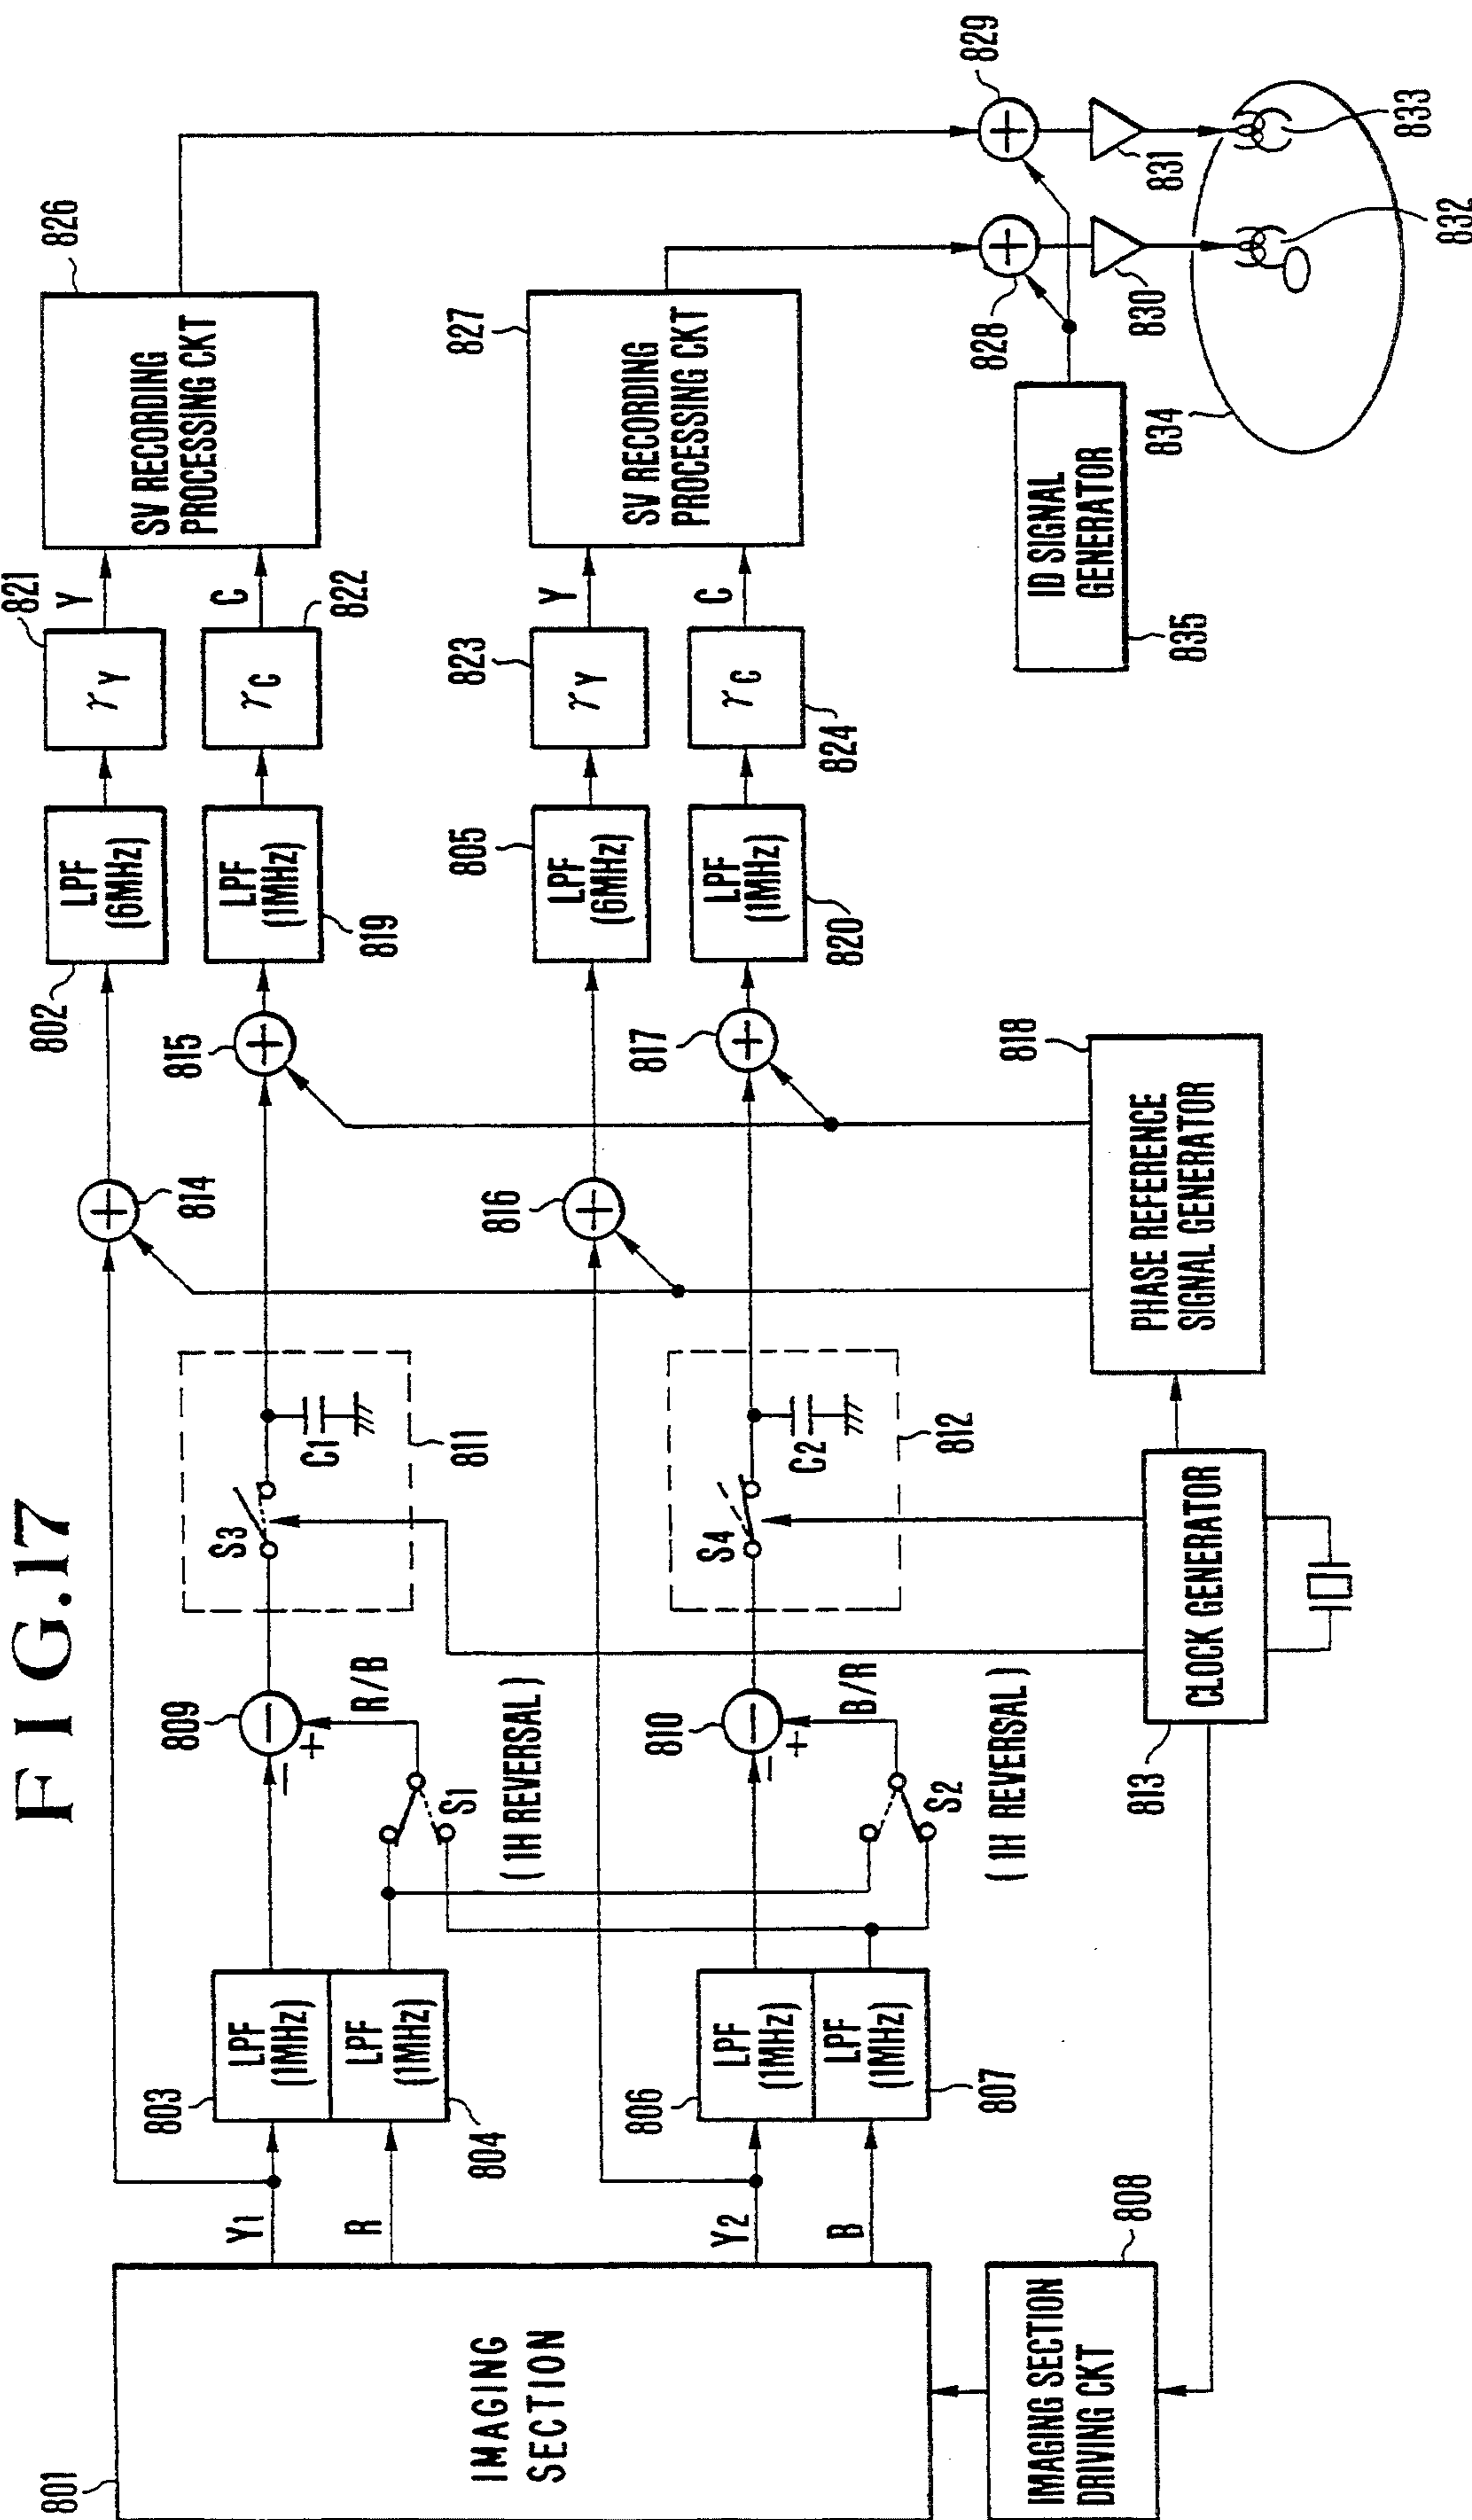 FIG.17
801
IMAGING
SECTION
Y1
R
Y2
B
803
LPF
(1MHz)
LPF
(1MHz)
804
806
LPF
(1MHz)
LPF
(1MHz)
807
808
IMAGING SECTION
DRIVING CKT
809
−
+
R/B
S1
(1H REVERSAL)
810
−
+
B/R
S2
(1H REVERSAL)
S3
C1
811
S4
C2
812
813
CLOCK GENERATOR
814
815
816
817
818
PHASE REFERENCE
SIGNAL GENERATOR
802
LPF
(6MHz)
LPF
(1MHz)
819
805
LPF
(6MHz)
LPF
(1MHz)
820
821
γY
Y
γC
C
822
823
γY
Y
γC
C
824
826
SV RECORDING
PROCESSING CKT
827
SV RECORDING
PROCESSING CKT
835
ID SIGNAL
GENERATOR
828
829
830
831
832
833
834